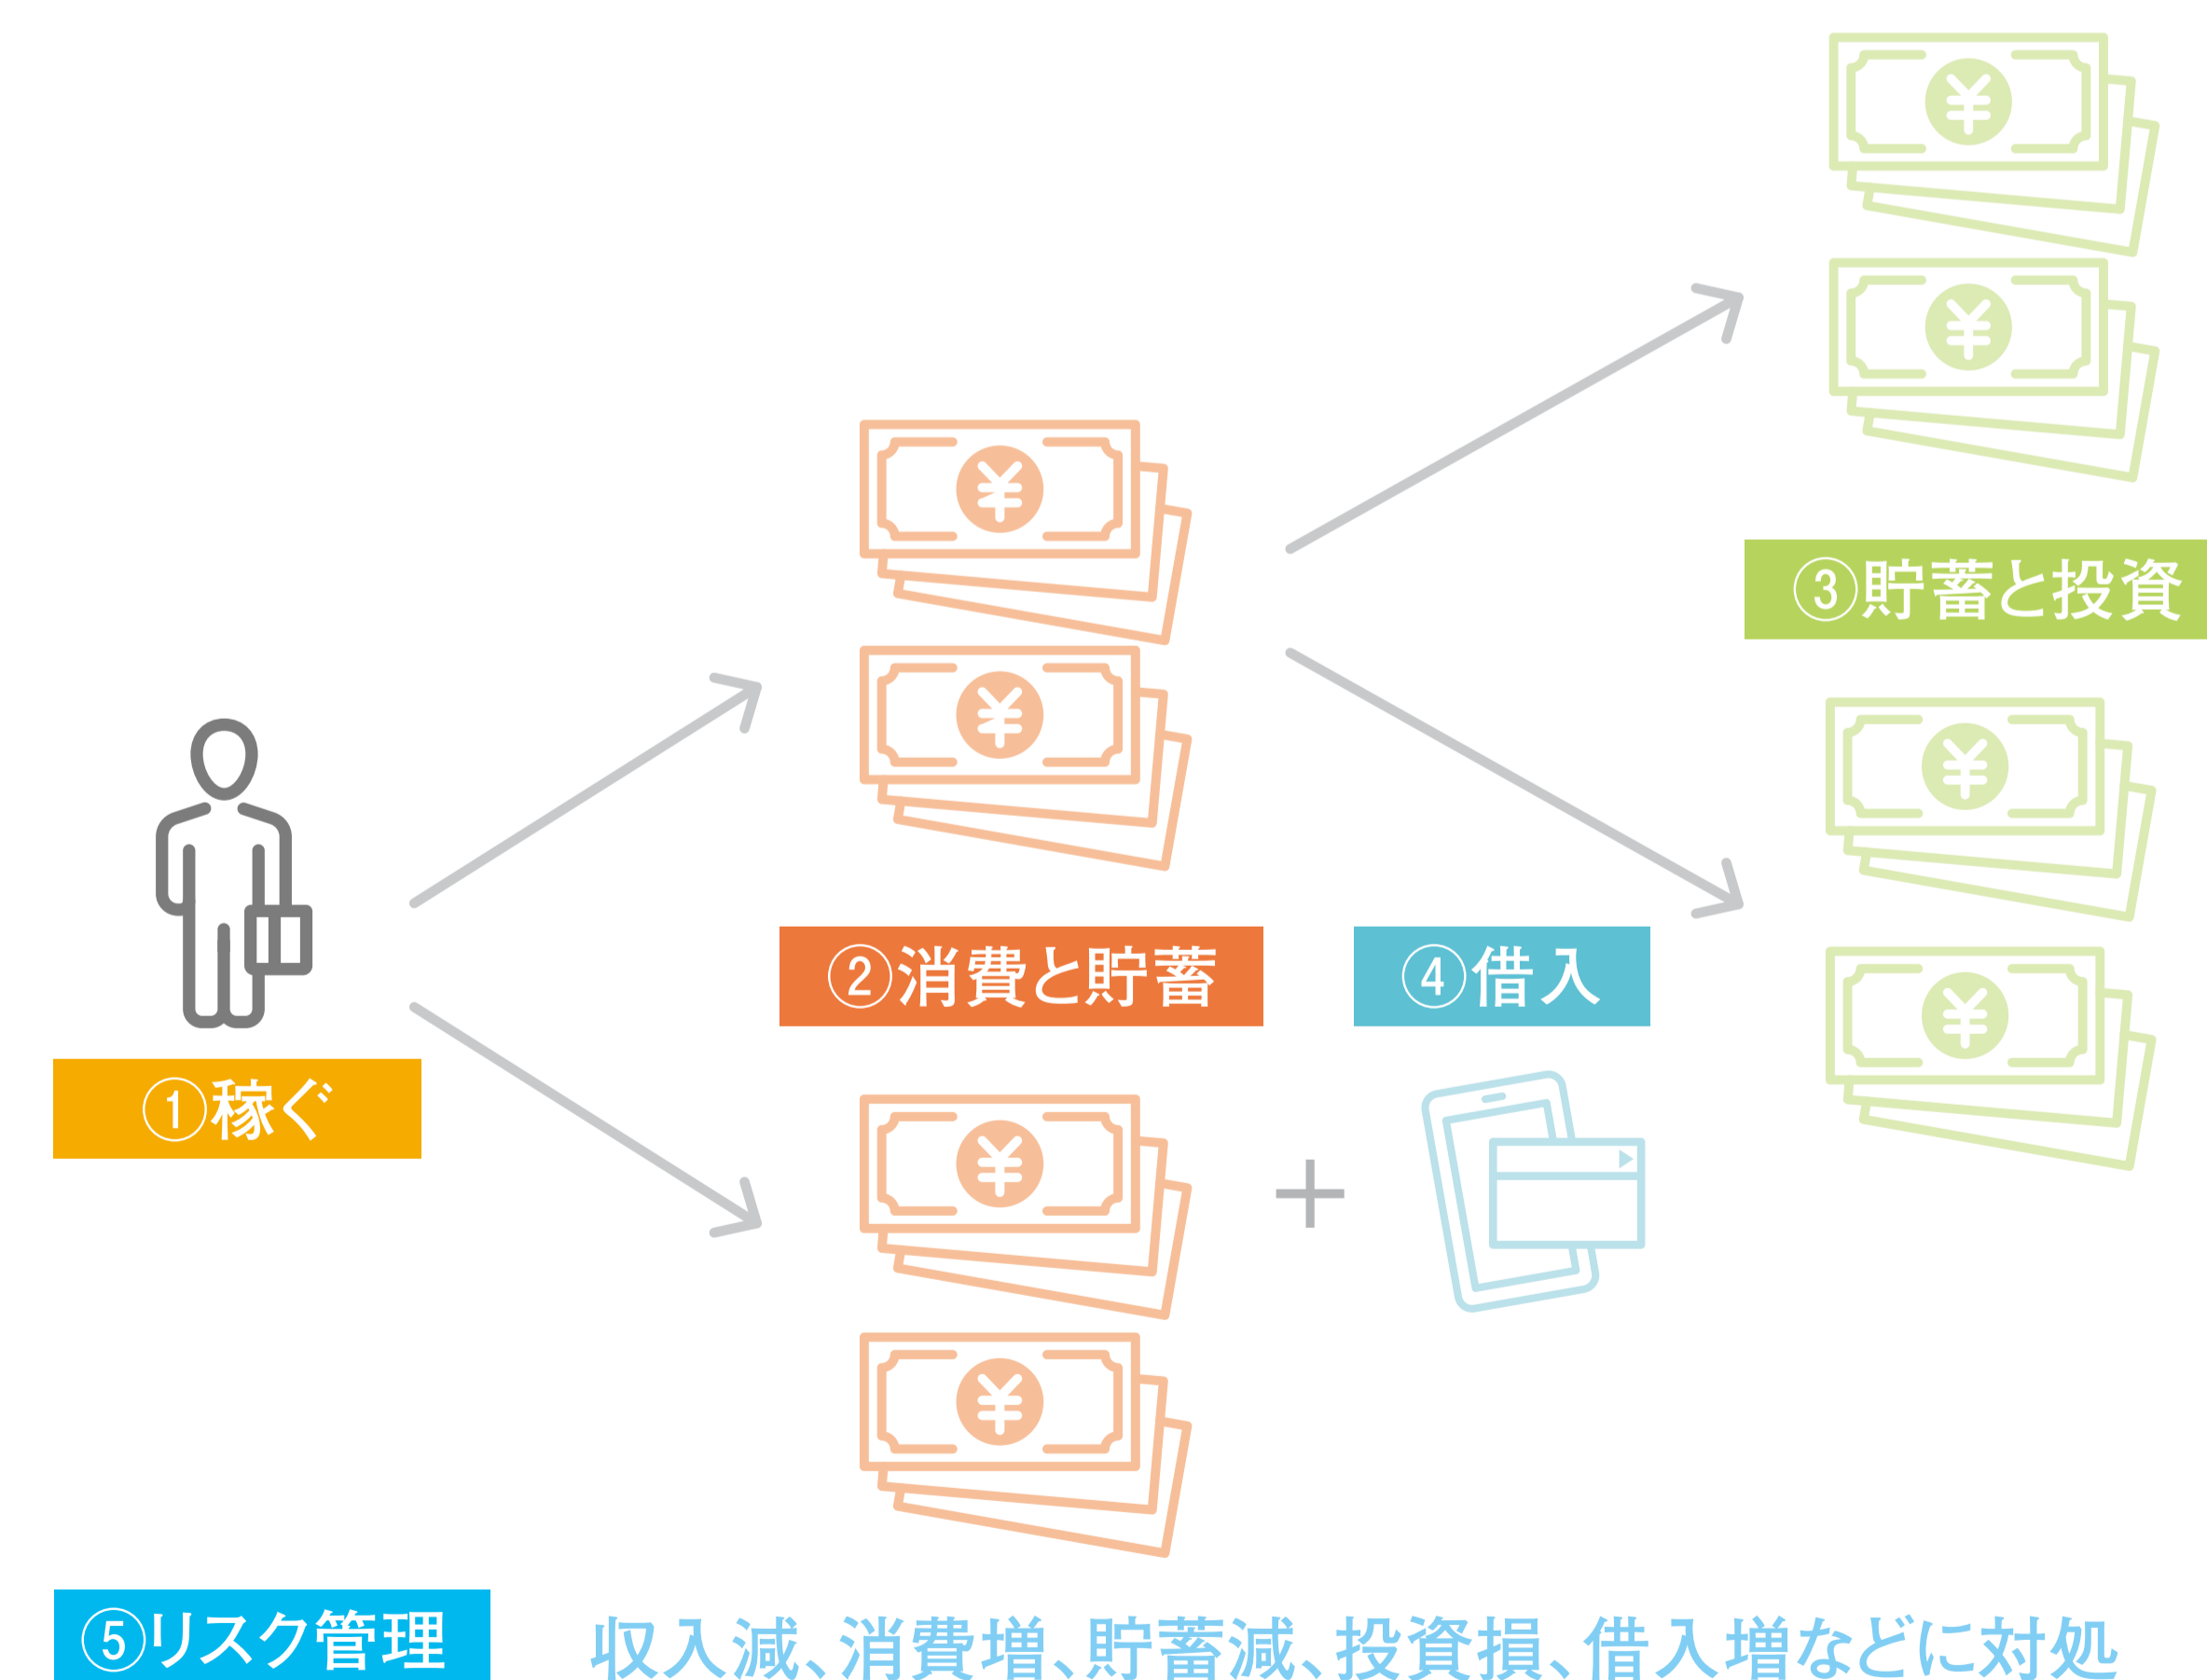 ③貯蓄と投資
②消費と貯蓄
④借入
①稼ぐ
⑤リスク管理
収入減、消費増、貯蓄減、投資損、借入増などに対処